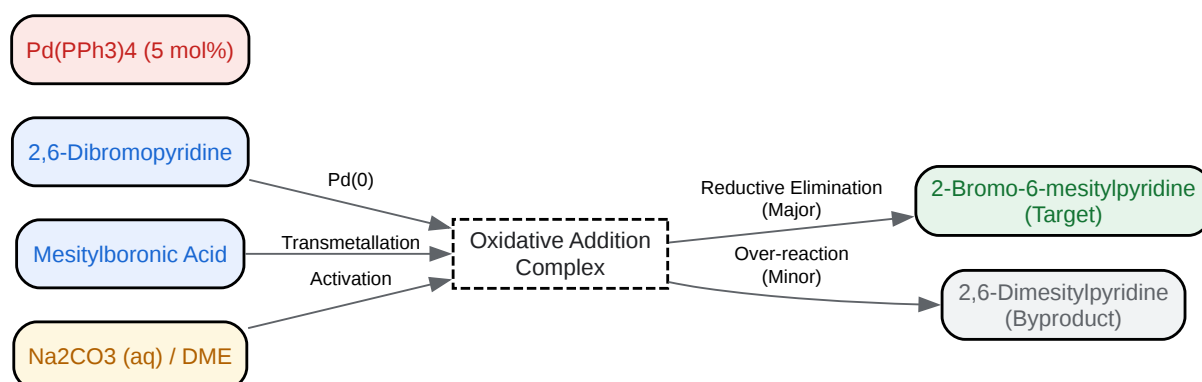 Pd(PPh3)4 (5 mol%)
2,6-Dibromopyridine
Pd(0)
Mesitylboronic Acid
Transmetallation
Activation
Na2CO3 (aq) / DME
Oxidative Addition
Complex
Reductive Elimination
(Major)
Over-reaction
(Minor)
2-Bromo-6-mesitylpyridine
(Target)
2,6-Dimesitylpyridine
(Byproduct)